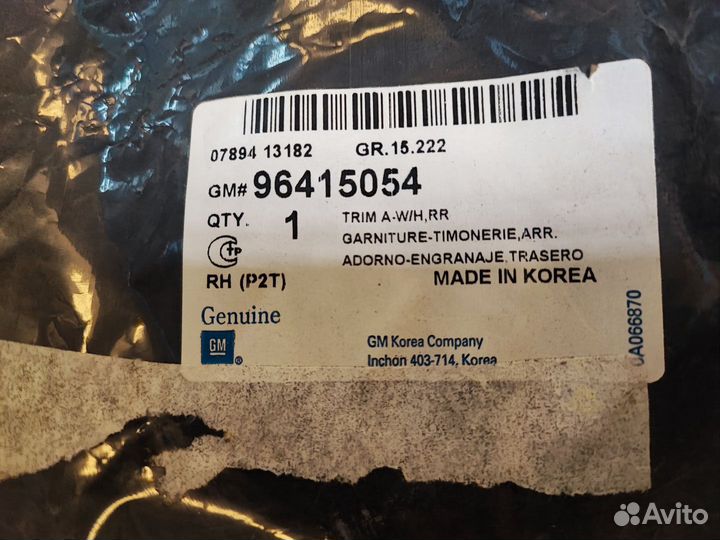 07894 13182 GR.15.222
GM# 96415054
QTY. 1 TRIM A-W/H,RR
GARNITURE-TIMONERIE,ARR.
ADORNO-ENGRANAJE,TRASERO
RH (P2T) MADE IN KOREA
Genuine
GM
GM Korea Company
Inchon 403-714, Korea
0A066870
Avito